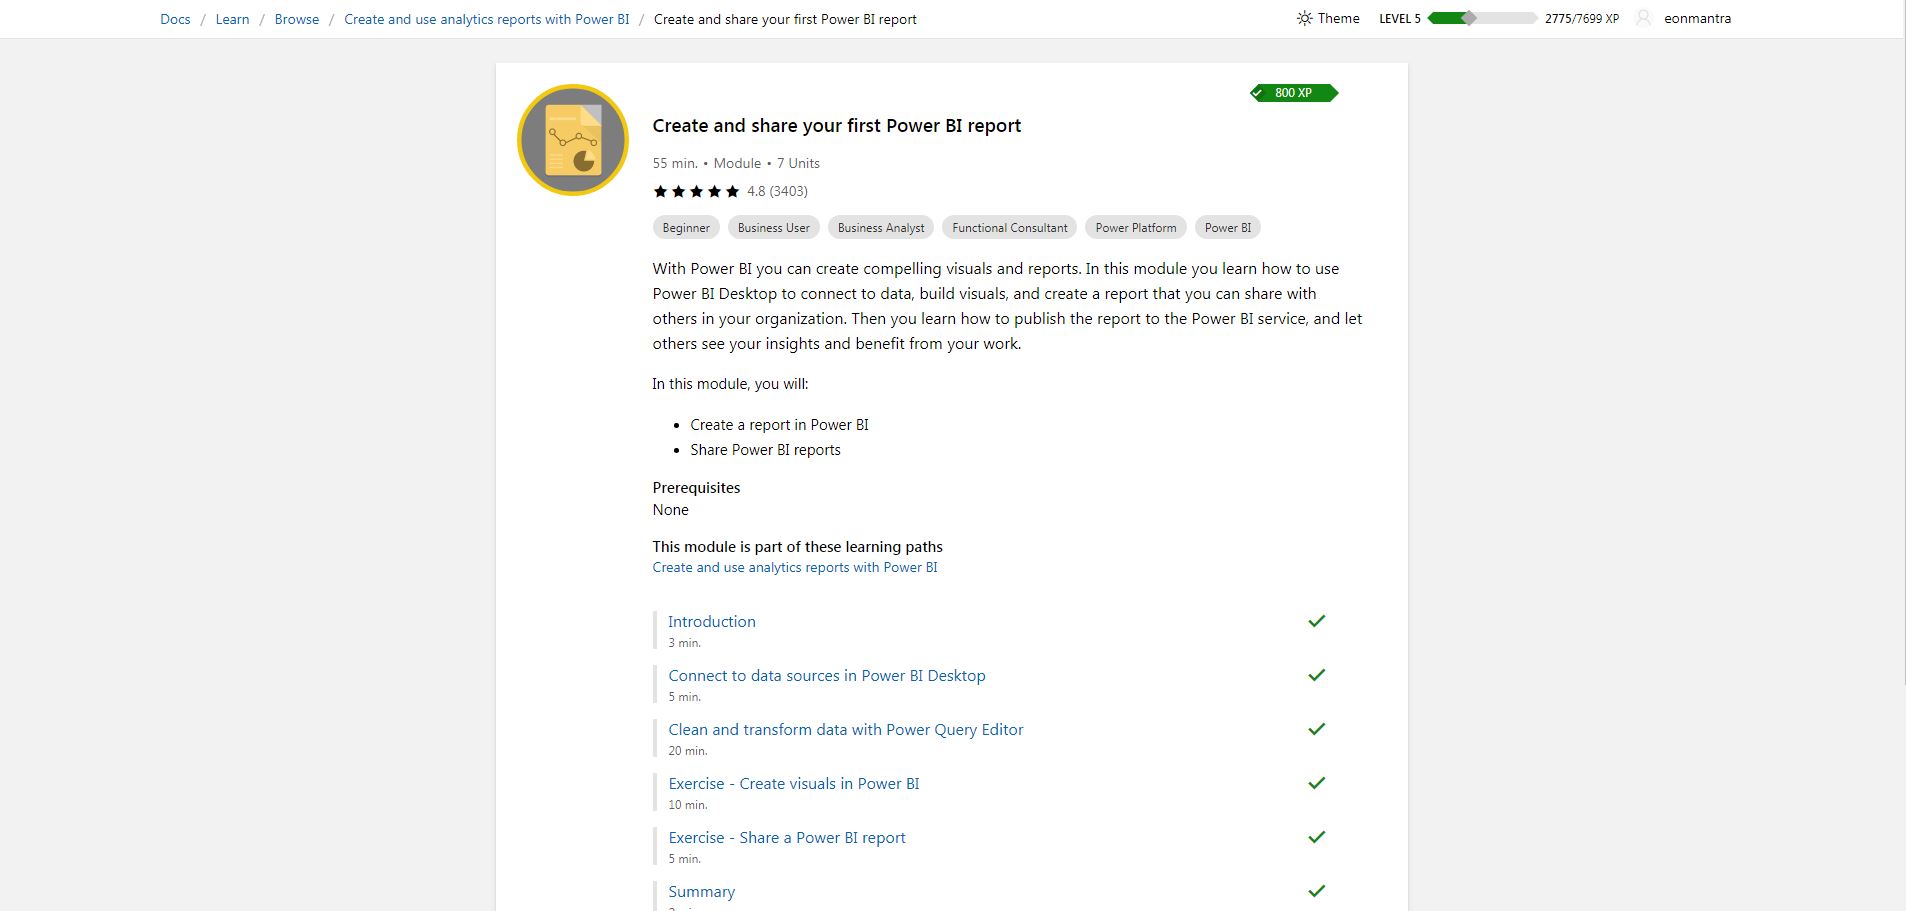 Docs / Learn / Browse / Create and use analytics reports with Power BI / Create and share your first Power BI report
Theme LEVEL 5 2775/7699 XP eonmantra
800 XP
Create and share your first Power BI report
55 min. • Module • 7 Units
4.8 (3403)
Beginner Business User Business Analyst Functional Consultant Power Platform Power BI
With Power BI you can create compelling visuals and reports. In this module you learn how to use
Power BI Desktop to connect to data, build visuals, and create a report that you can share with
others in your organization. Then you learn how to publish the report to the Power BI service, and let
others see your insights and benefit from your work.
In this module, you will:
• Create a report in Power BI
• Share Power BI reports
Prerequisites
None
This module is part of these learning paths
Create and use analytics reports with Power BI
Introduction
3 min.
Connect to data sources in Power BI Desktop
5 min.
Clean and transform data with Power Query Editor
20 min.
Exercise - Create visuals in Power BI
10 min.
Exercise - Share a Power BI report
5 min.
Summary